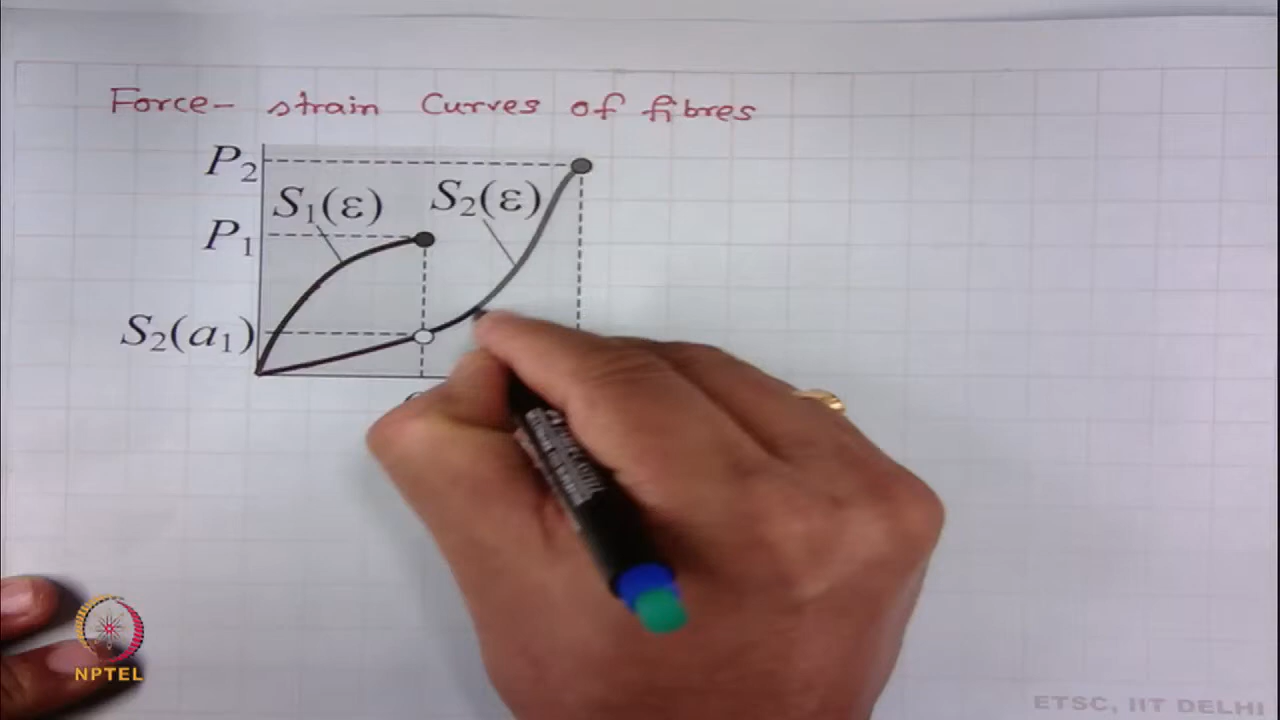 Force- strain Curves of fibres
P2
S1(ε) S2(ε)
P1
S2(a1)
NPTEL
ETSC, IIT DELHI